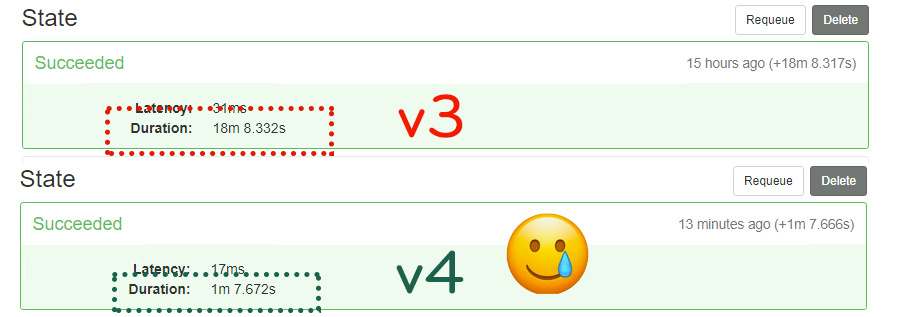 State
Requeue
Delete
Succeeded
15 hours ago (+18m 8.317s)
Latency: 31ms
Duration: 18m 8.332s
v3
State
Requeue
Delete
Succeeded
13 minutes ago (+1m 7.666s)
Latency: 17ms
Duration: 1m 7.672s
v4